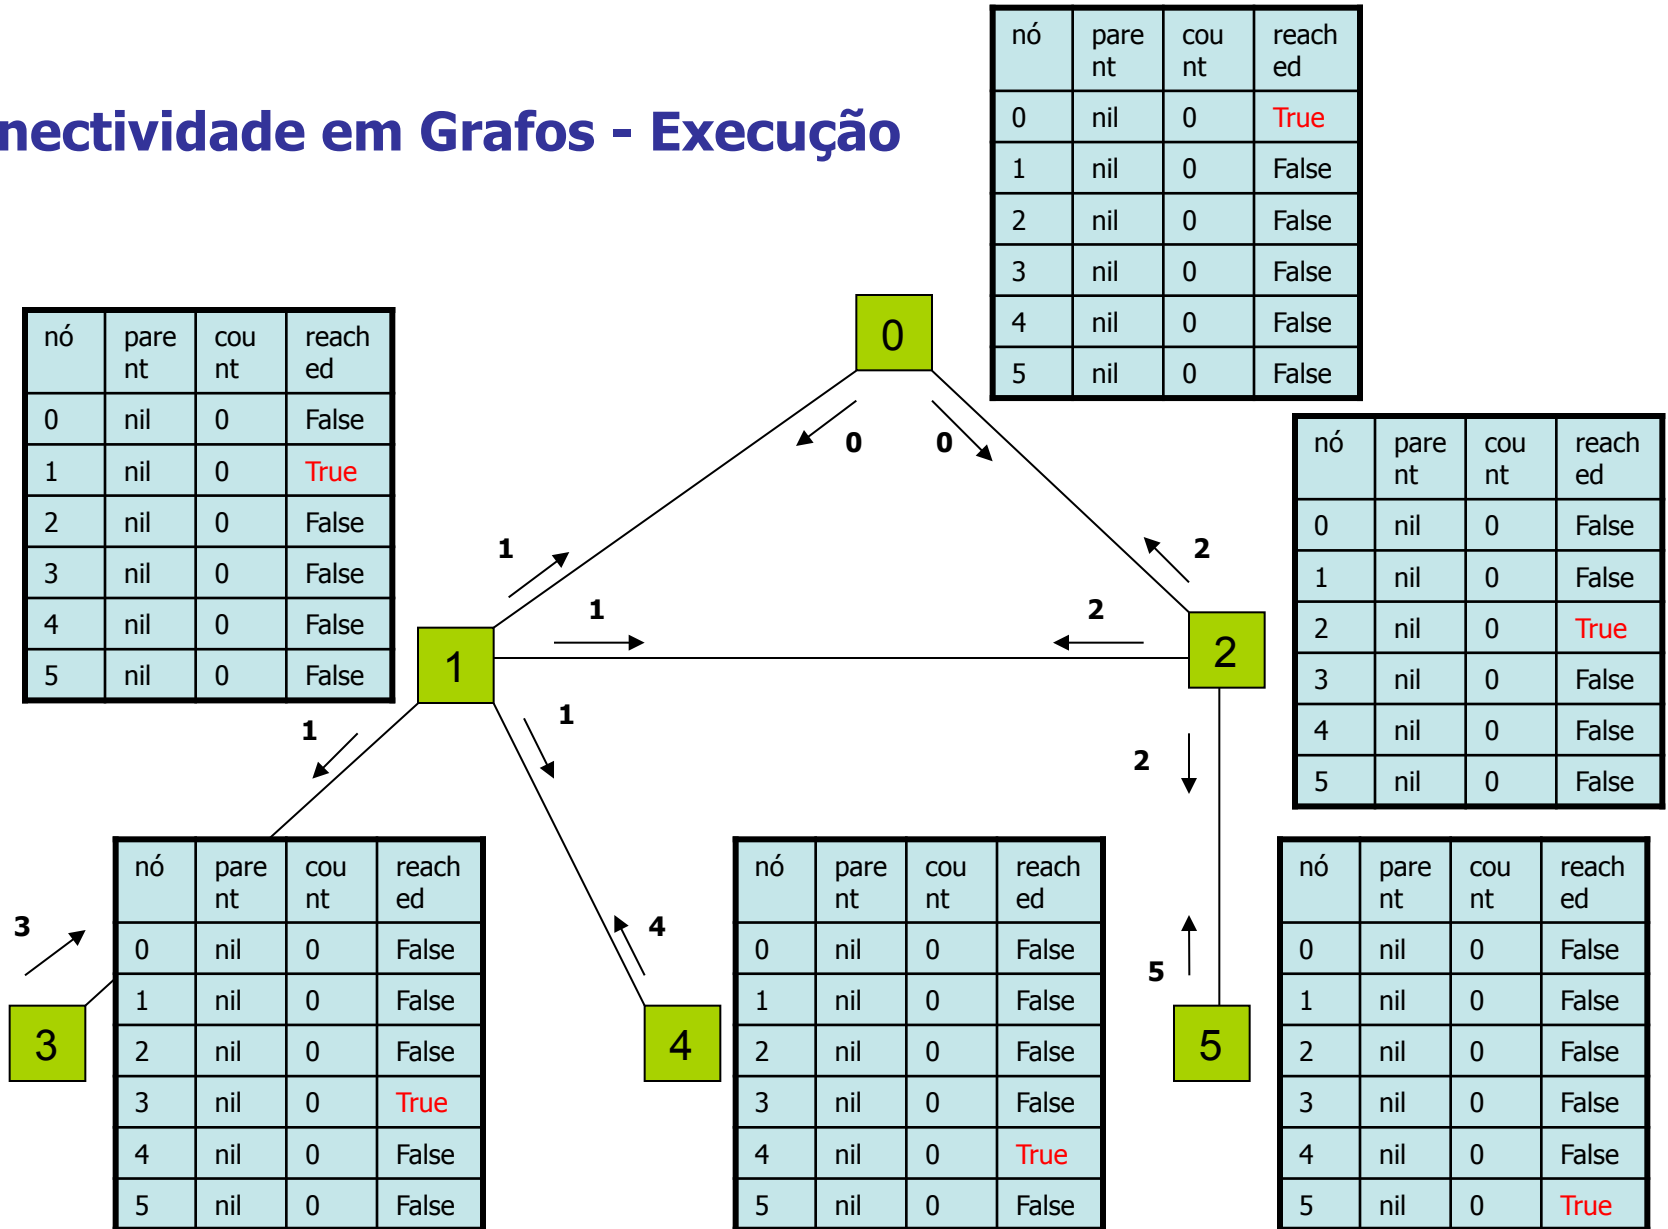 nectividade em Grafos - Execução
nó pare nt cou nt reach ed
0 nil 0 True
1 nil 0 False
2 nil 0 False
3 nil 0 False
4 nil 0 False
5 nil 0 False
nó pare nt cou nt reach ed
0 nil 0 False
1 nil 0 True
2 nil 0 False
3 nil 0 False
4 nil 0 False
5 nil 0 False
0
0 0
nó pare nt cou nt reach ed
0 nil 0 False
1 nil 0 False
2 nil 0 True
3 nil 0 False
4 nil 0 False
5 nil 0 False
1 2
1 2
1 2
1 1 2
nó pare nt cou nt reach ed
0 nil 0 False
1 nil 0 False
2 nil 0 False
3 nil 0 True
4 nil 0 False
5 nil 0 False
3 4 5
3 4 5
nó pare nt cou nt reach ed
0 nil 0 False
1 nil 0 False
2 nil 0 False
3 nil 0 False
4 nil 0 True
5 nil 0 False
nó pare nt cou nt reach ed
0 nil 0 False
1 nil 0 False
2 nil 0 False
3 nil 0 False
4 nil 0 False
5 nil 0 True